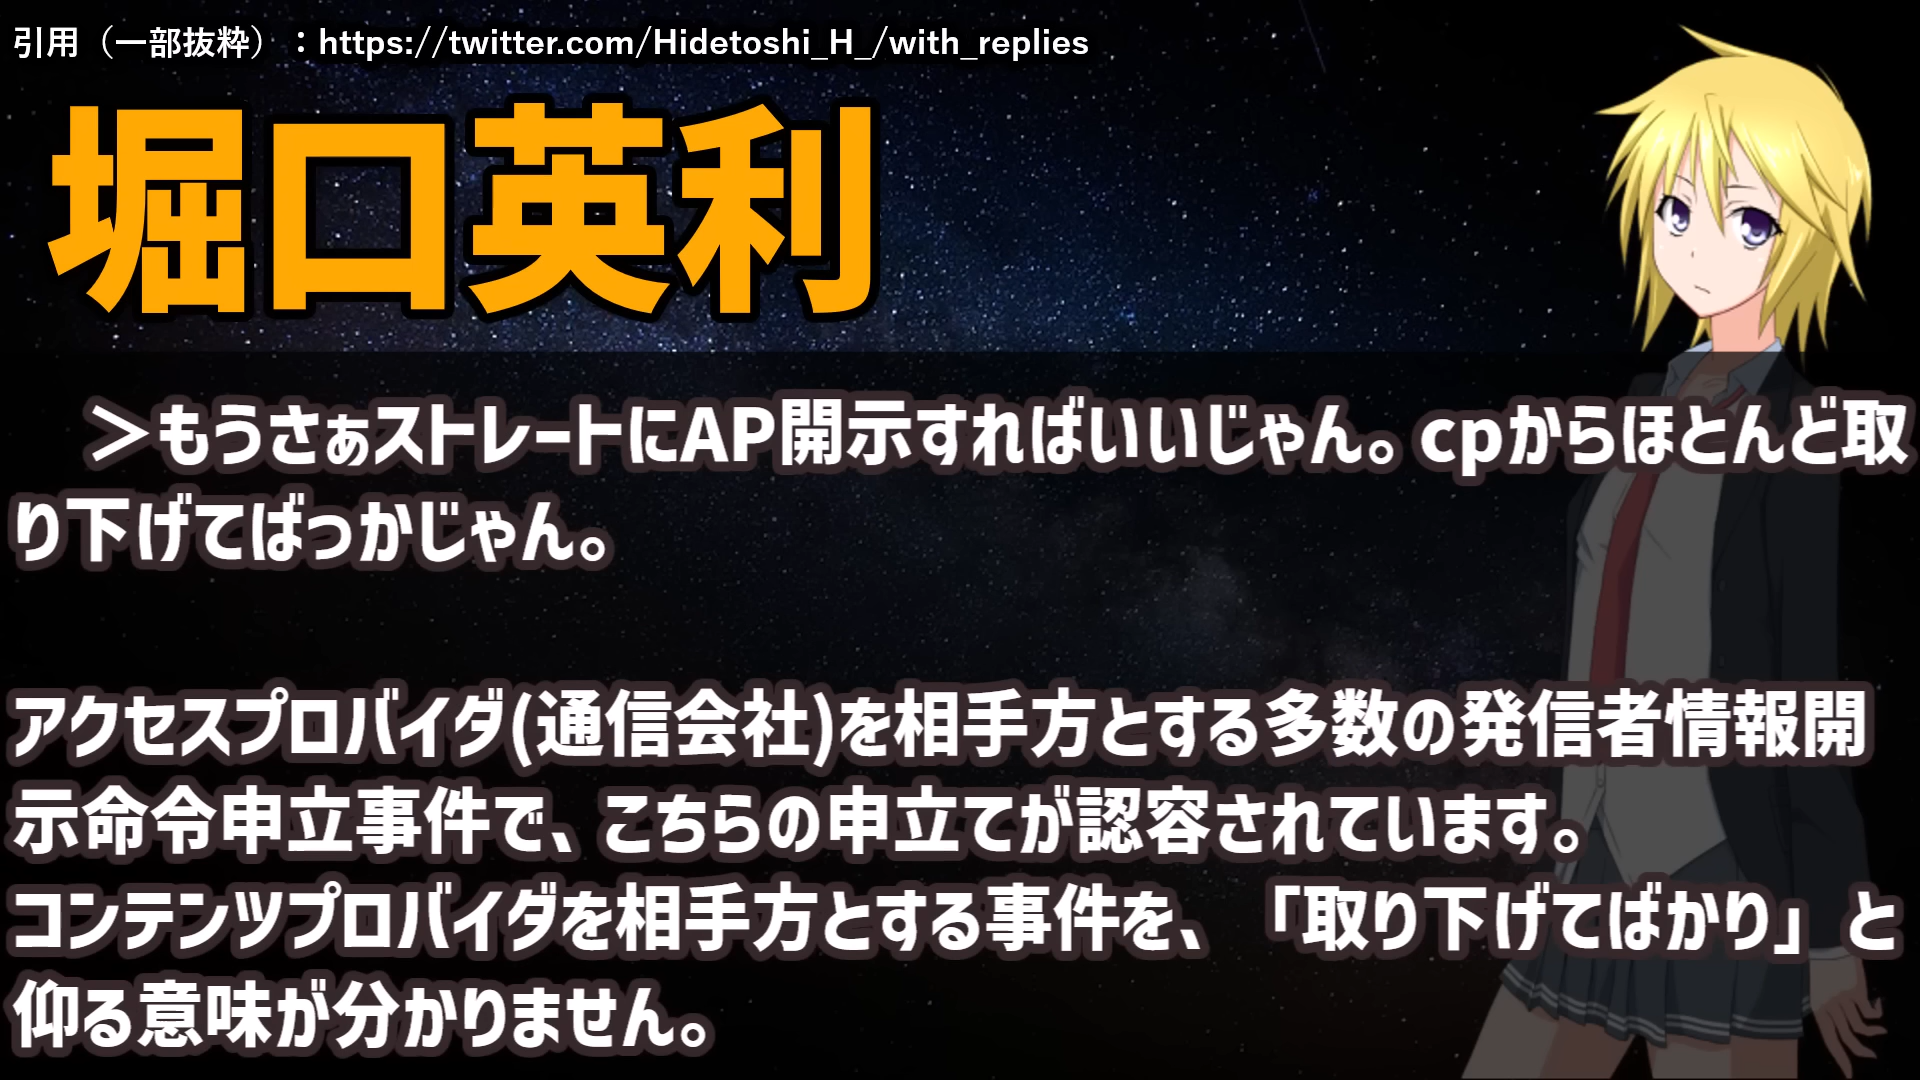 引用（一部抜粋）：https://twitter.com/Hidetoshi_H_/with_replies
堀口英利
＞もうさぁストレートにAP開示すればいいじゃん。cpからほとんど取
り下げてばっかじゃん。
アクセスプロバイダ(通信会社)を相手方とする多数の発信者情報開
示命令申立事件で、こちらの申立てが認容されています。
コンテンツプロバイダを相手方とする事件を、「取り下げてばかり」と
仰る意味が分かりません。